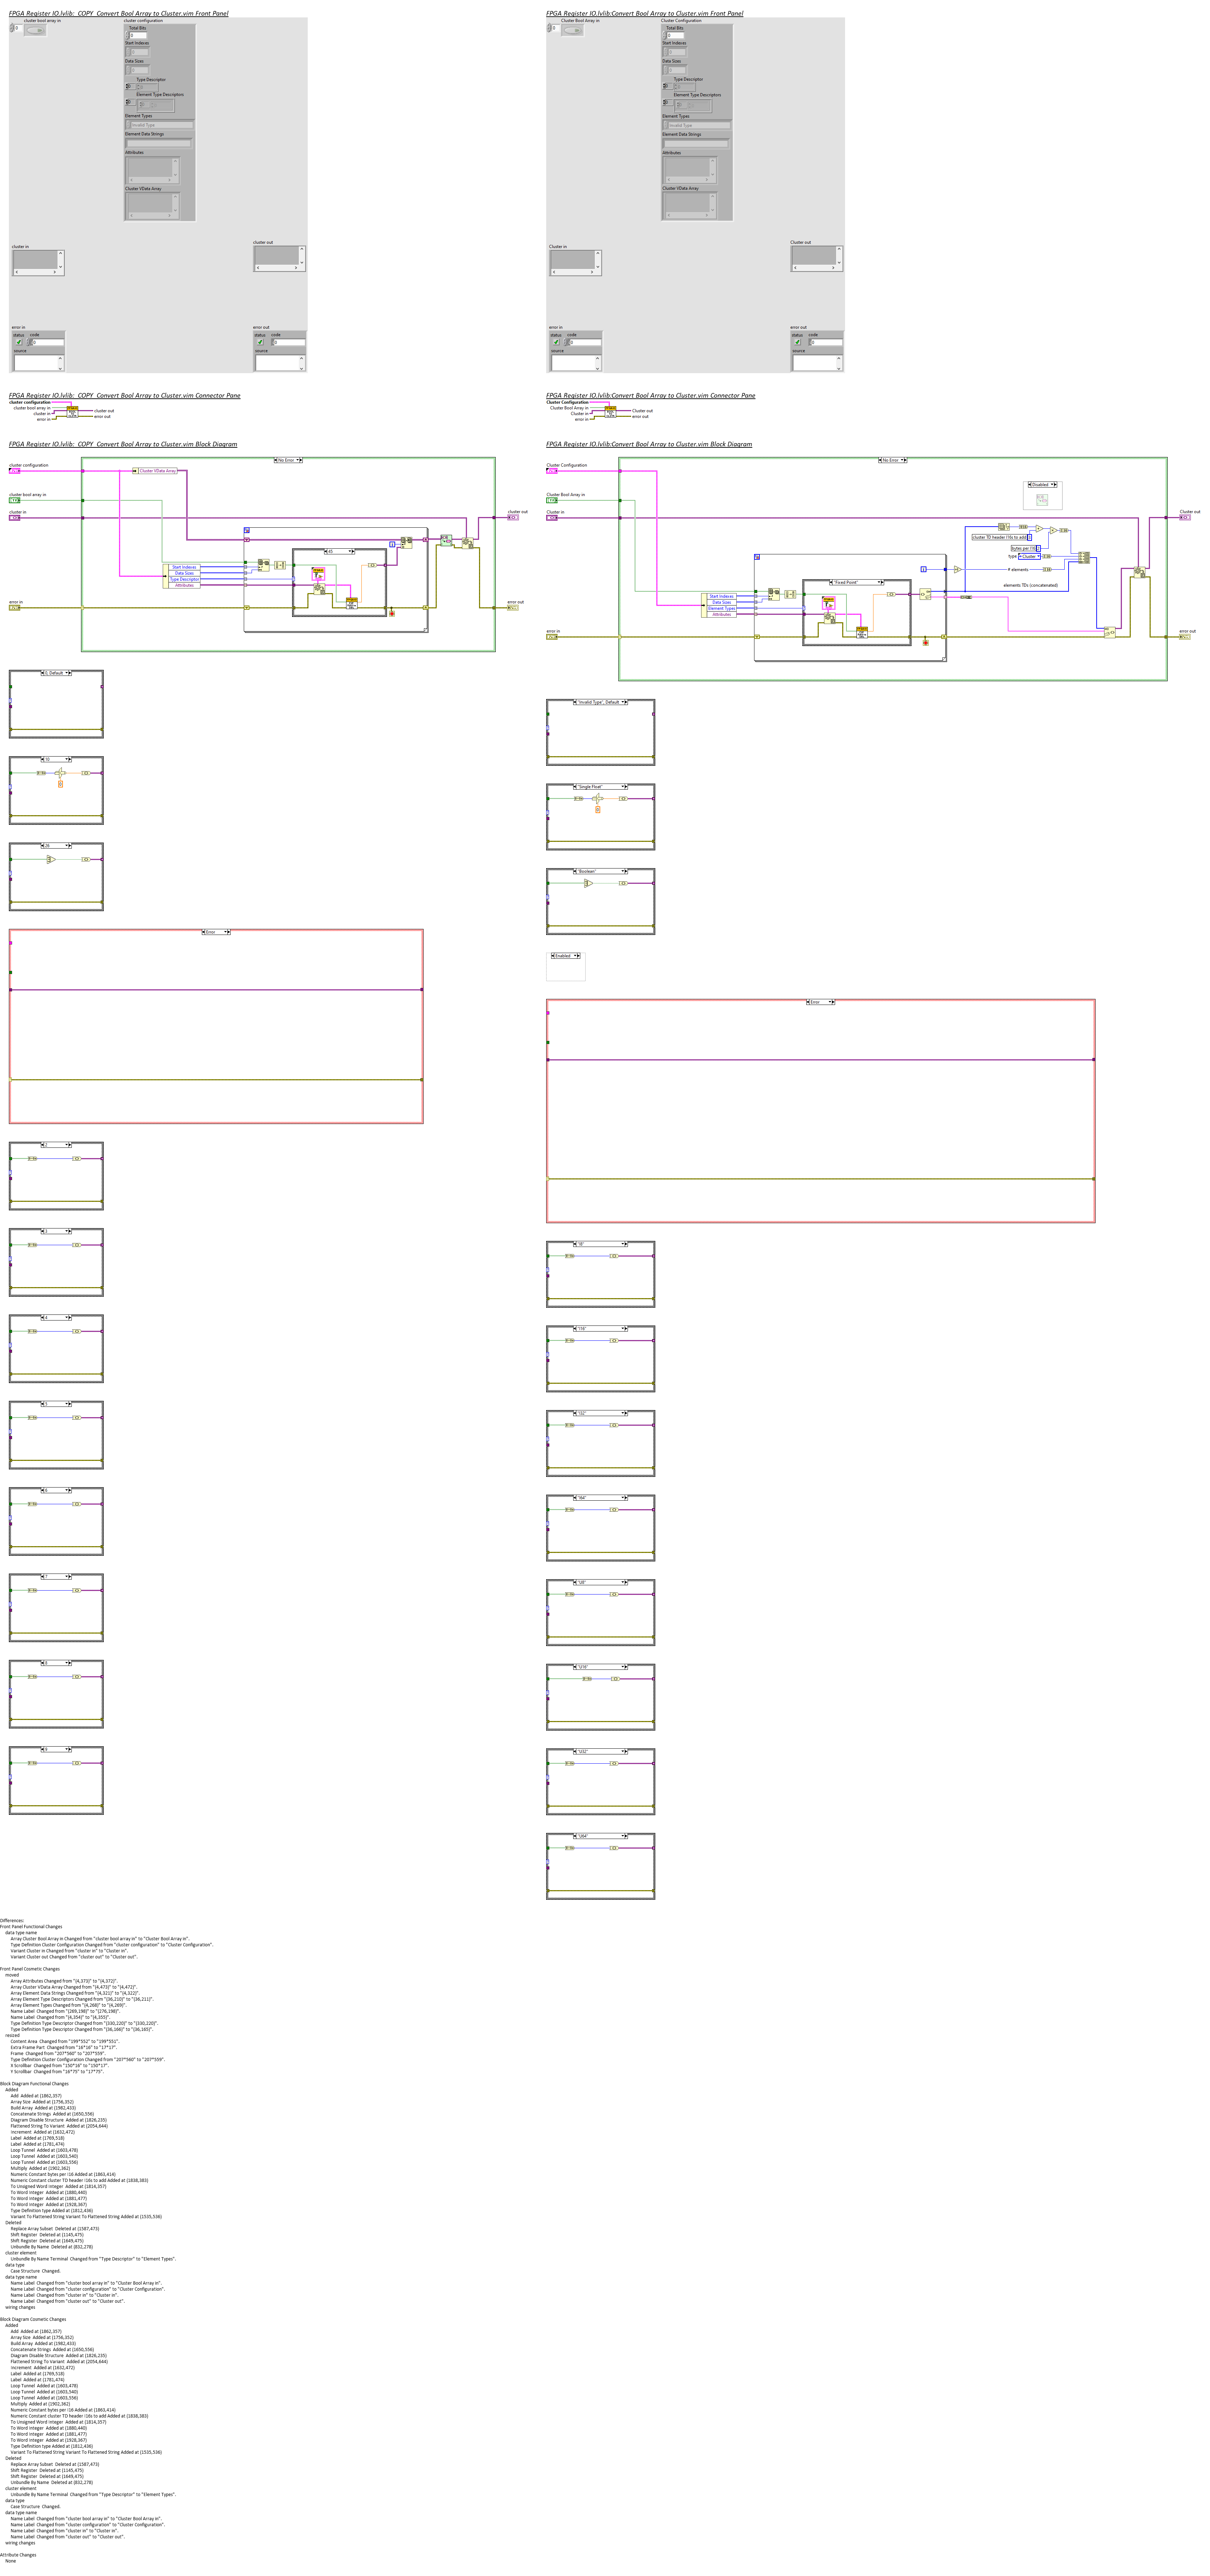 FPGA Register IO.lvlib:  COPY  Convert Bool Array to Cluster.vim Front Panel
cluster bool array in
cluster configuration
Total Bits
Start Indexes
Data Sizes
Type Descriptor
Element Type Descriptors
Element Types
Invalid Type
Element Data Strings
Attributes
Cluster VData Array
cluster in
cluster out
error in
status code
source
error out
status code
source
FPGA Register IO.lvlib:Convert Bool Array to Cluster.vim Front Panel
Cluster Bool Array in
Cluster Configuration
Total Bits
Start Indexes
Data Sizes
Type Descriptor
Element Type Descriptors
Element Types
Invalid Type
Element Data Strings
Attributes
Cluster VData Array
Cluster in
Cluster out
error in
status code
source
error out
status code
source
FPGA Register IO.lvlib:  COPY  Convert Bool Array to Cluster.vim Connector Pane
cluster configuration
cluster bool array in
cluster in
error in
cluster out
error out
FPGA Register IO.lvlib:Convert Bool Array to Cluster.vim Connector Pane
Cluster Configuration
Cluster Bool Array in
Cluster in
error in
Cluster out
error out
FPGA Register IO.lvlib:  COPY  Convert Bool Array to Cluster.vim Block Diagram
No Error
cluster configuration
Cluster VData Array
cluster bool array in
cluster in
cluster out
Start Indexes
Data Sizes
Type Descriptor
Attributes
error in
error out
FPGA Register IO.lvlib:Convert Bool Array to Cluster.vim Block Diagram
No Error
Cluster Configuration
Disabled
Cluster Bool Array in
Cluster in
Cluster out
cluster TD header I16s to add
bytes per I16
type Cluster
# elements
"Fixed Point"
elements TDs (concatenated)
Start Indexes
Data Sizes
Element Types
Attributes
error in
error out
0, Default
10
Error
2
3
4
5
6
7
8
9
"Invalid Type", Default
"Single Float"
"Boolean"
Enabled
Error
"I8"
"I16"
"I32"
"I64"
"U8"
"U16"
"U32"
"U64"
Differences:
Front Panel Functional Changes
data type name
Array Cluster Bool Array in Changed from "cluster bool array in" to "Cluster Bool Array in".
Type Definition Cluster Configuration Changed from "cluster configuration" to "Cluster Configuration".
Variant Cluster in Changed from "cluster in" to "Cluster in".
Variant Cluster out Changed from "cluster out" to "Cluster out".
Front Panel Cosmetic Changes
moved
Array Attributes Changed from "(4,373)" to "(4,372)".
Array Cluster VData Array Changed from "(4,473)" to "(4,472)".
Array Element Data Strings Changed from "(4,321)" to "(4,322)".
Array Element Type Descriptors Changed from "(36,210)" to "(36,211)".
Array Element Types Changed from "(4,268)" to "(4,269)".
Name Label  Changed from "(269,198)" to "(276,198)".
Name Label  Changed from "(4,354)" to "(4,355)".
Type Definition Type Descriptor Changed from "(330,220)" to "(330,220)".
Type Definition Type Descriptor Changed from "(36,166)" to "(36,165)".
resized
Content Area  Changed from "199*552" to "199*551".
Extra Frame Part  Changed from "16*16" to "17*17".
Frame  Changed from "207*560" to "207*559".
Type Definition Cluster Configuration Changed from "207*560" to "207*559".
X Scrollbar  Changed from "150*16" to "150*17".
Y Scrollbar  Changed from "16*75" to "17*75".
Block Diagram Functional Changes
Added
Add  Added at (1862,357)
Array Size  Added at (1756,352)
Build Array  Added at (1982,433)
Concatenate Strings  Added at (1650,556)
Diagram Disable Structure  Added at (1826,235)
Flattened String To Variant  Added at (2054,644)
Increment  Added at (1632,472)
Label  Added at (1769,518)
Label  Added at (1781,474)
Loop Tunnel  Added at (1603,478)
Loop Tunnel  Added at (1603,540)
Loop Tunnel  Added at (1603,556)
Multiply  Added at (1902,362)
Numeric Constant bytes per I16 Added at (1863,414)
Numeric Constant cluster TD header I16s to add Added at (1838,383)
To Unsigned Word Integer  Added at (1814,357)
To Word Integer  Added at (1880,440)
To Word Integer  Added at (1881,477)
To Word Integer  Added at (1928,367)
Type Definition type Added at (1812,436)
Variant To Flattened String Variant To Flattened String Added at (1535,536)
Deleted
Replace Array Subset  Deleted at (1587,473)
Shift Register  Deleted at (1145,475)
Shift Register  Deleted at (1649,475)
Unbundle By Name  Deleted at (832,278)
cluster element
Unbundle By Name Terminal  Changed from "Type Descriptor" to "Element Types".
data type
Case Structure  Changed.
data type name
Name Label  Changed from "cluster bool array in" to "Cluster Bool Array in".
Name Label  Changed from "cluster configuration" to "Cluster Configuration".
Name Label  Changed from "cluster in" to "Cluster in".
Name Label  Changed from "cluster out" to "Cluster out".
wiring changes
Block Diagram Cosmetic Changes
Added
Add  Added at (1862,357)
Array Size  Added at (1756,352)
Build Array  Added at (1982,433)
Concatenate Strings  Added at (1650,556)
Diagram Disable Structure  Added at (1826,235)
Flattened String To Variant  Added at (2054,644)
Increment  Added at (1632,472)
Label  Added at (1769,518)
Label  Added at (1781,474)
Loop Tunnel  Added at (1603,478)
Loop Tunnel  Added at (1603,540)
Loop Tunnel  Added at (1603,556)
Multiply  Added at (1902,362)
Numeric Constant bytes per I16 Added at (1863,414)
Numeric Constant cluster TD header I16s to add Added at (1838,383)
To Unsigned Word Integer  Added at (1814,357)
To Word Integer  Added at (1880,440)
To Word Integer  Added at (1881,477)
To Word Integer  Added at (1928,367)
Type Definition type Added at (1812,436)
Variant To Flattened String Variant To Flattened String Added at (1535,536)
Deleted
Replace Array Subset  Deleted at (1587,473)
Shift Register  Deleted at (1145,475)
Shift Register  Deleted at (1649,475)
Unbundle By Name  Deleted at (832,278)
cluster element
Unbundle By Name Terminal  Changed from "Type Descriptor" to "Element Types".
data type
Case Structure  Changed.
data type name
Name Label  Changed from "cluster bool array in" to "Cluster Bool Array in".
Name Label  Changed from "cluster configuration" to "Cluster Configuration".
Name Label  Changed from "cluster in" to "Cluster in".
Name Label  Changed from "cluster out" to "Cluster out".
wiring changes
Attribute Changes
None